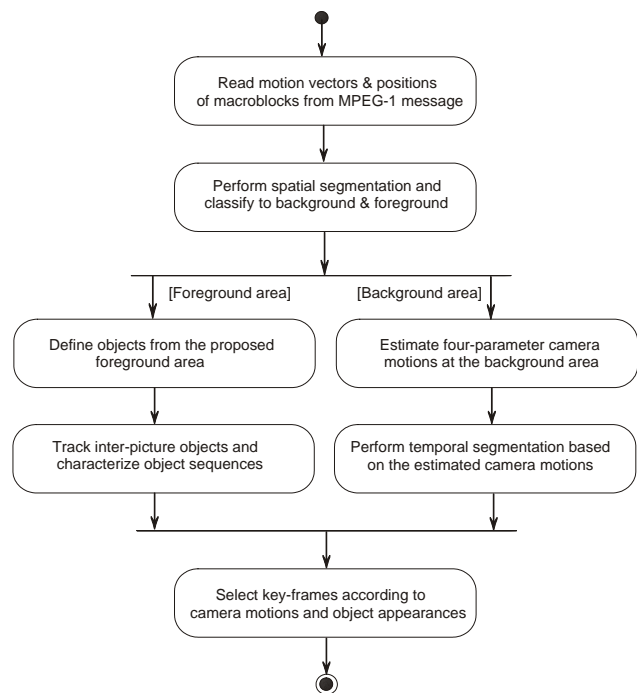 Read motion vectors & positions
of macroblocks from MPEG-1 message
Perform spatial segmentation and
classify to background & foreground
[Foreground area]
[Background area]
Define objects from the proposed
foreground area
Estimate four-parameter camera
motions at the background area
Track inter-picture objects and
characterize object sequences
Perform temporal segmentation based
on the estimated camera motions
Select key-frames according to
camera motions and object appearances